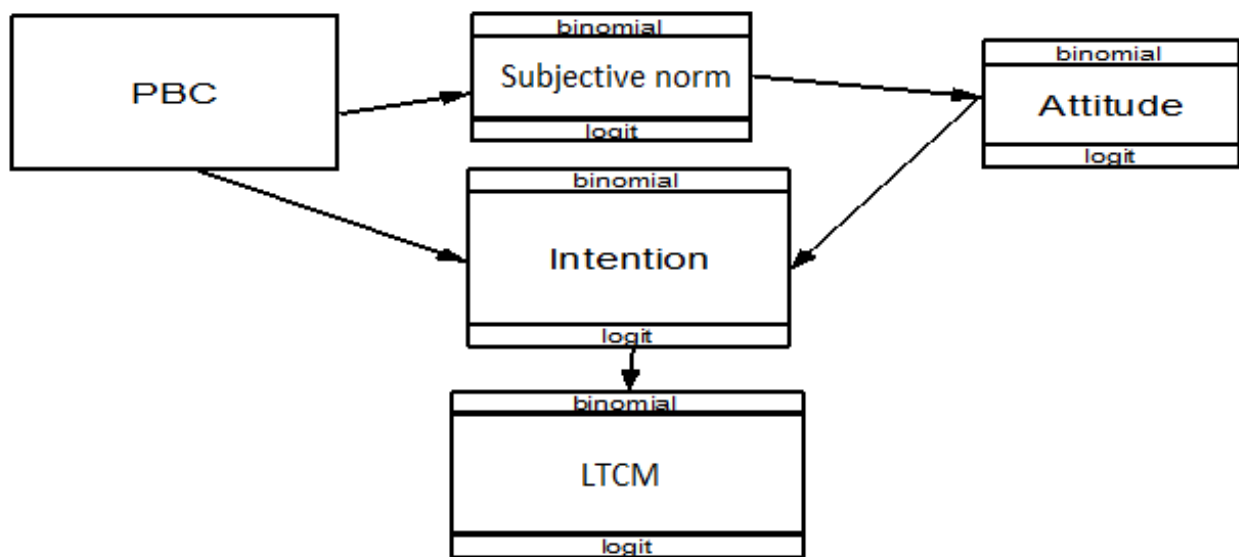 PBC
binomial
Subjective norm
logit
binomial
Attitude
logit
binomial
Intention
logit
binomial
LTCM
logit